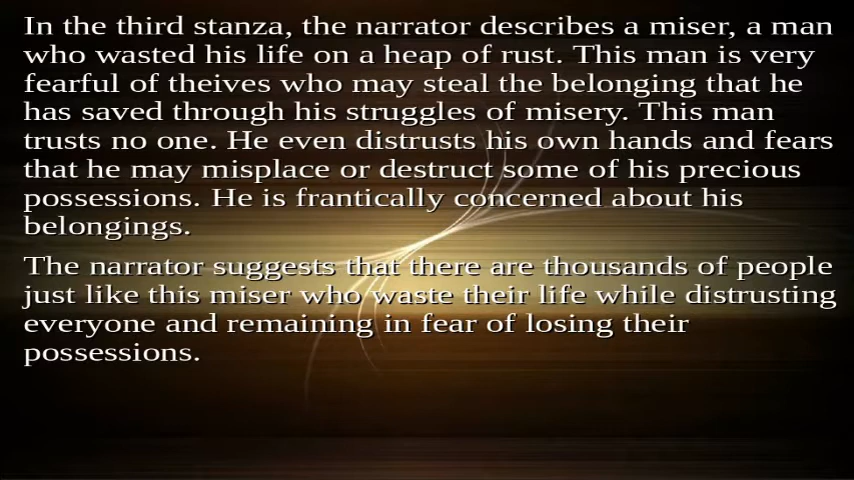 In the third stanza, the narrator describes a miser, a man
who wasted his life on a heap of rust. This man is very
fearful of theives who may steal the belonging that he
has saved through his struggles of misery. This man
trusts no one. He even distrusts his own hands and fears
that he may misplace or destruct some of his precious
possessions. He is frantically concerned about his
belongings.
The narrator suggests that there are thousands of people
just like this miser who waste their life while distrusting
everyone and remaining in fear of losing their
possessions.